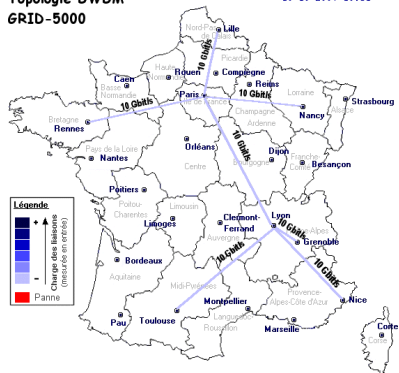 Topologie DWDM
GRID-5000
Nord-Pas
de Calais
Lille
10 Gbit/s
Picardie
Haute
Normandie
Rouen
Compiègne
Caen
Basse
Normandie
Reims
Paris
Ile de France
10 Gbit/s
10 Gbit/s
Lorraine
Strasbourg
Alsace
Nancy
Champagne
Ardenne
Bretagne
Rennes
Orléans
Pays de la Loire
Nantes
Centre
10 Gbit/s
Dijon
Bourgogne
Franche-
Comté
Besançon
Poitiers
Poitou-
Charentes
Limousin
Limoges
Clermont-
Ferrand
Auvergne
Lyon
Grenoble
10 Gbit/s
10 Gbit/s
Légende
+
-
Charge des liaisons
(mesurée en entrée)
Panne
Bordeaux
Aquitaine
Midi-Pyrénées
Toulouse
Pau
Montpellier
Languedoc
Roussillon
Provence-
Alpes-Côte d'Azur
Marseille
Nice
Corte
Corse